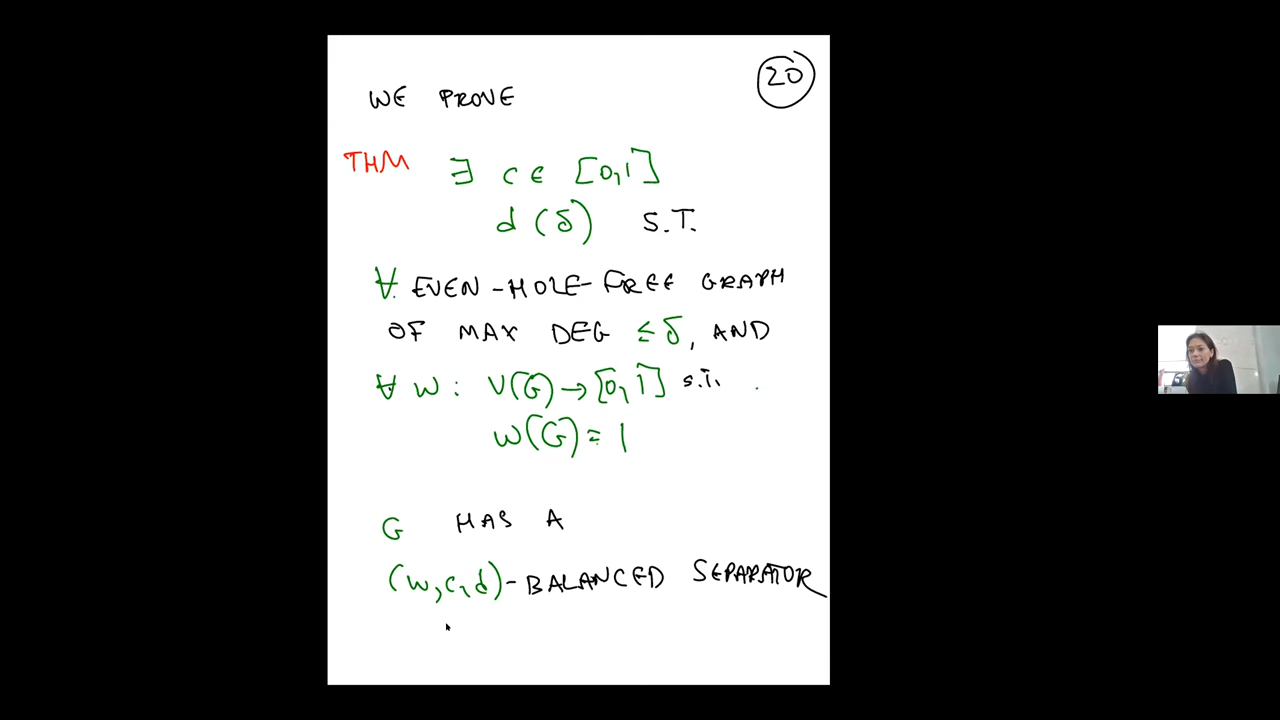 20
WE PROVE
THM ∃ c ∈ [0,1]
d(δ) S.T.
∀ EVEN-HOLE-FREE GRAPH
OF MAX DEG ≤ δ, AND
∀ w: V(G) → [0,1] s.t.
w(G) = 1
G HAS A
(w,c,d)-BALANCED SEPARATOR